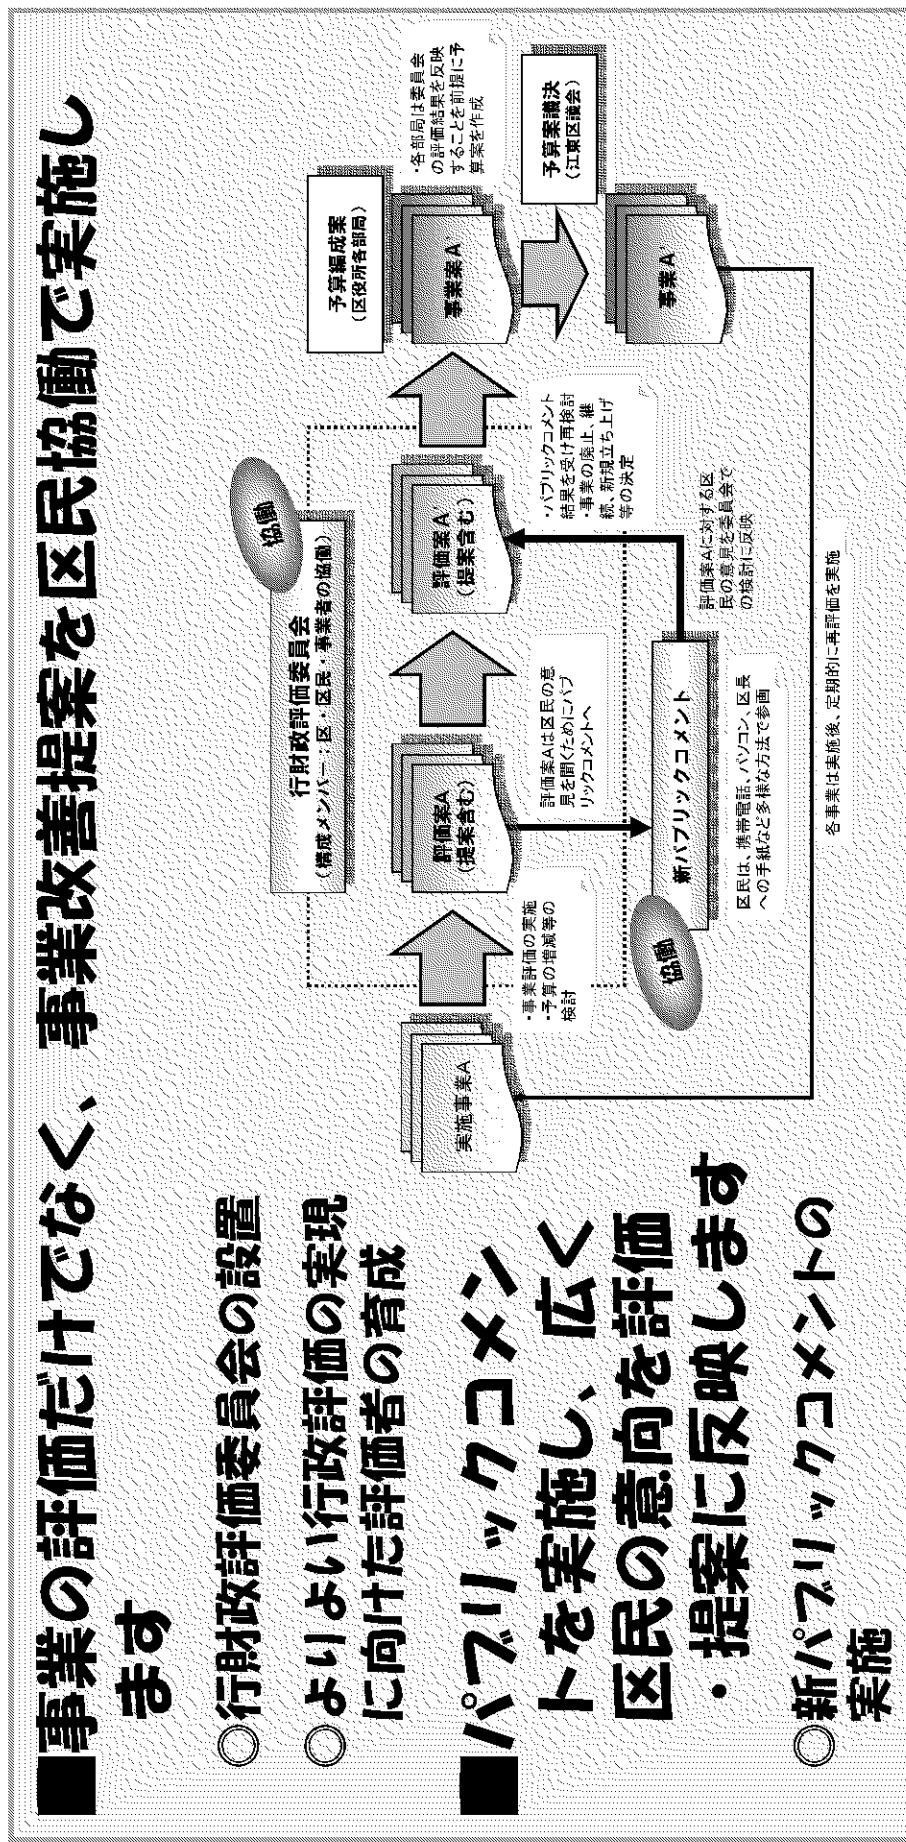 ■事業の評価だけでなく、事業改善提案を区民協働で実施し
ます
◎行財政評価委員会の設置
◎よりよい行政評価の実現
に向けた評価者の育成
■パブリックコメン
トを実施し、広く
区民の意向を評価
・提案に反映します
◎新パブリックコメントの
実施
行財政評価委員会
(構成メンバー：区・区民・事業者の協働)
協働
実施事業A
・事業評価の実施
・予算の増減等の
検討
評価案A
(提案含む)
評価案Aは区民の意
見を聞くためにパブ
リックコメントへ
評価案A'
(提案含む)
・パブリックコメント
結果を受け再検討
・事業の廃止、継
続、新規立ち上げ
等の決定
予算編成案
(区役所各部局)
事業案A'
・各部局は委員会
の評価結果を反映
することを前提に予
算案を作成
予算案議決
(江東区議会)
事業A'
協働
新パブリックコメント
区民は、携帯電話、パソコン、区長
への手紙など多様な方法で参画
評価案Aに対する区
民の意見を委員会で
の検討に反映
各事業は実施後、定期的に再評価を実施